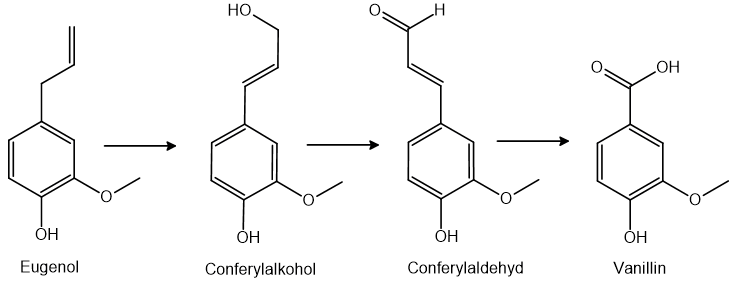 HO
O
H
O
OH
O
OH
O
OH
O
OH
O
OH
Eugenol
Conferylalkohol
Conferylaldehyd
Vanillin